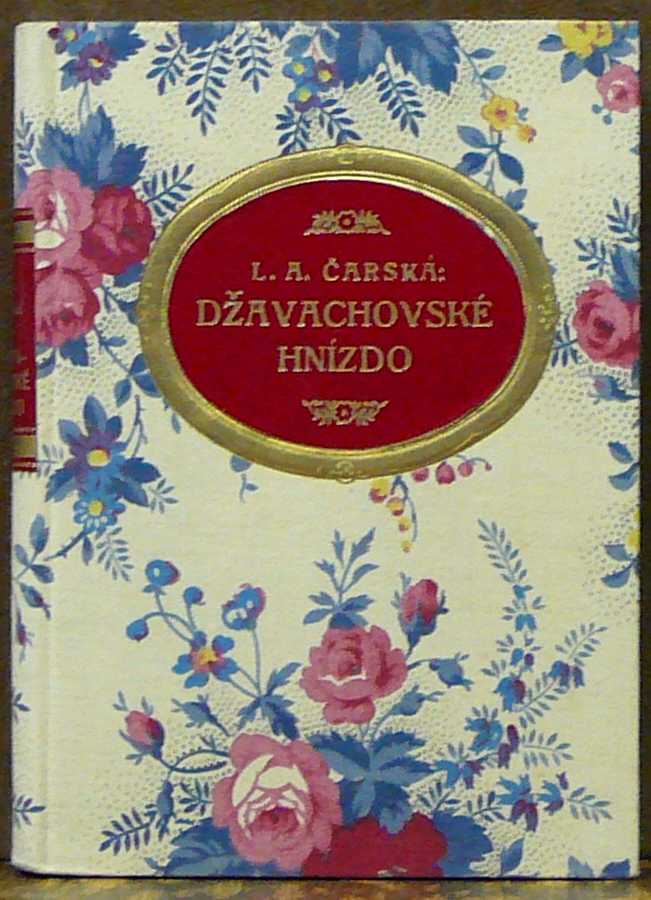 L. A. ČARSKÁ:
DŽAVACHOVSKÉ
HNÍZDO